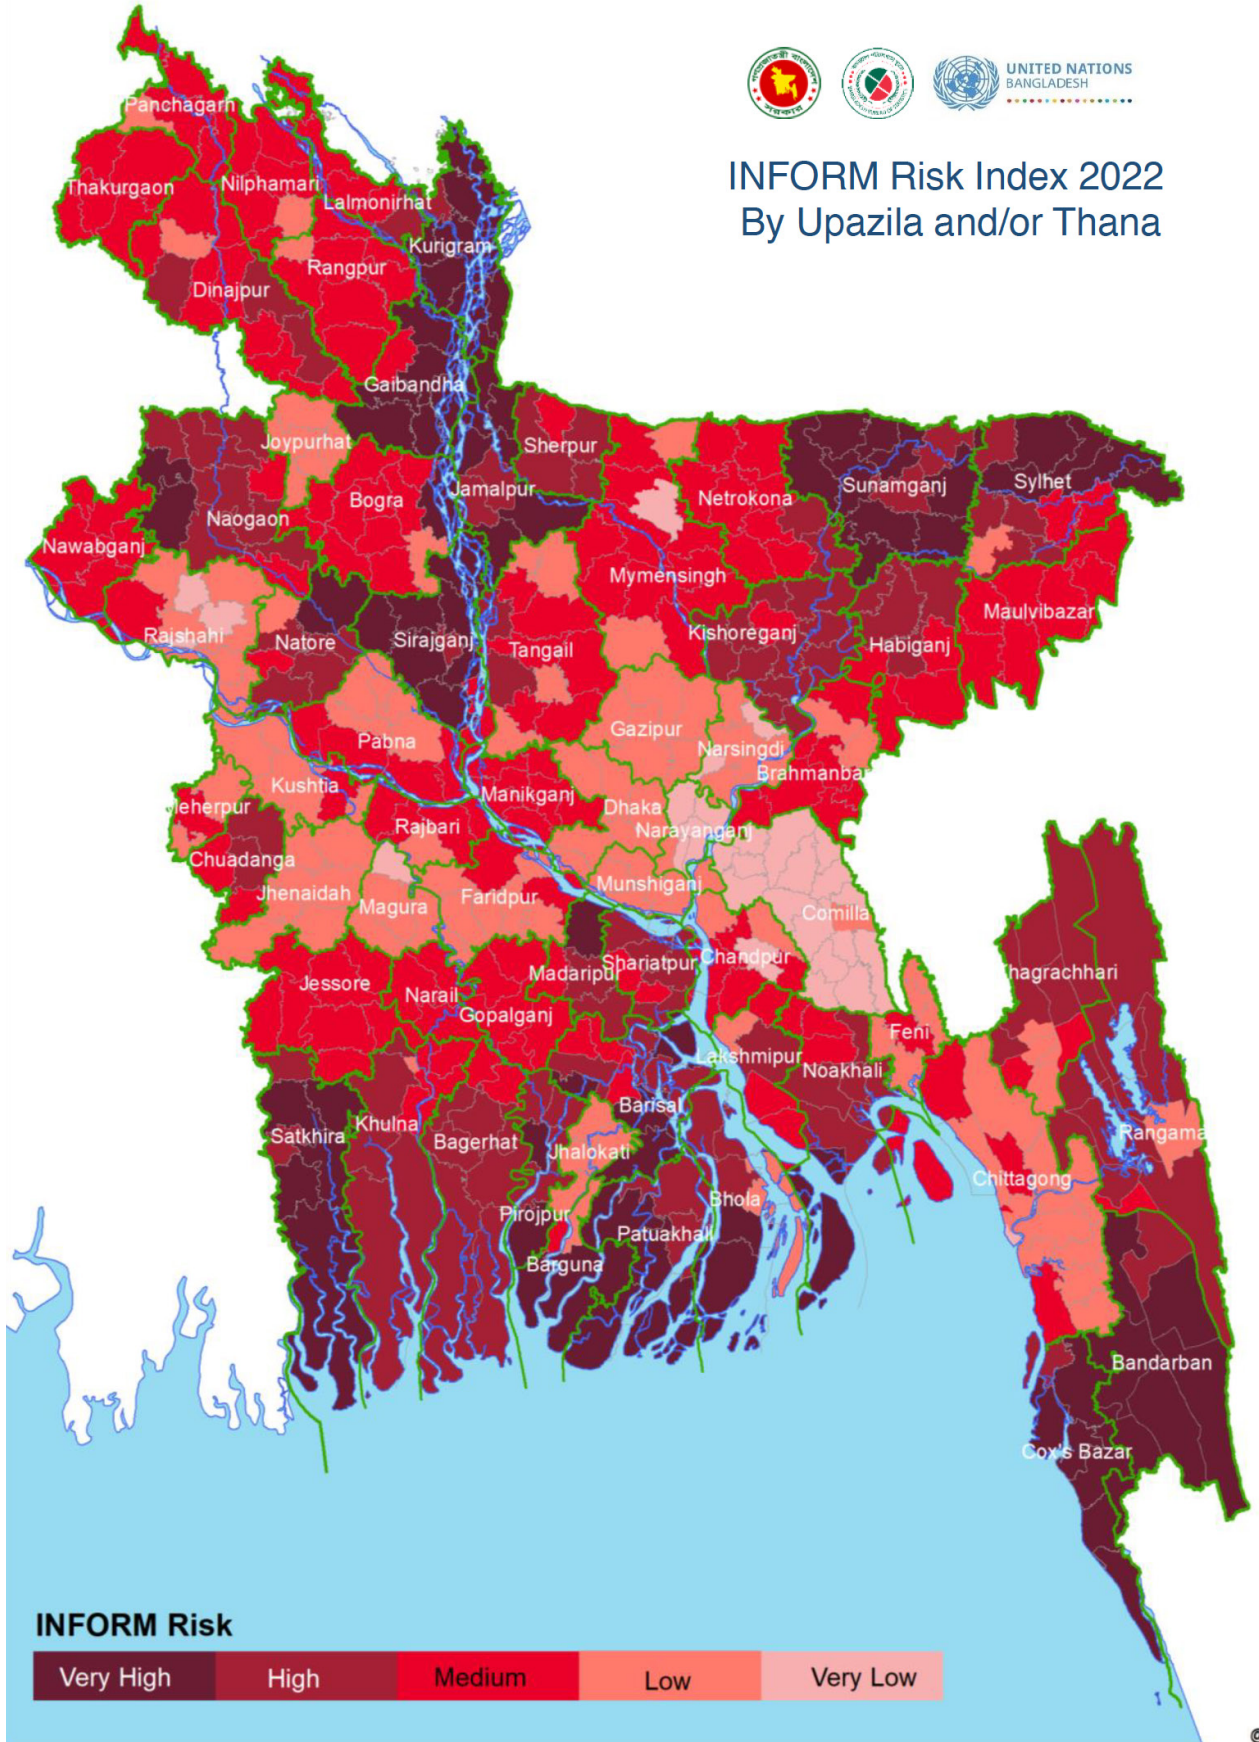 UNITED NATIONS
BANGLADESH
INFORM Risk Index 2022
By Upazila and/or Thana
Panchagarh
Thakurgaon
Nilphamari
Lalmonirhat
Kurigram
Rangpur
Dinajpur
Gaibandha
Joypurhat
Sherpur
Bogra
Jamalpur
Netrokona
Sunamganj
Sylhet
Naogaon
Nawabganj
Mymensingh
Maulvibazar
Rajshahi
Natore
Sirajganj
Tangail
Kishoreganj
Habiganj
Gazipur
Pabna
Narsingdi
Brahmanba
Kushtia
Manikganj
Dhaka
Meherpur
Rajbari
Narayanganj
Chuadanga
Jhenaidah
Magura
Faridpur
Munshiganj
Comilla
Jessore
Narail
Madaripur
Shariatpur
Chandpur
hagrachhari
Gopalganj
Feni
Lakshmipur
Noakhali
Satkhira
Khulna
Bagerhat
Barisal
Jhalokati
Rangama
Chittagong
Pirojpur
Bhola
Patuakhali
Barguna
Bandarban
Cox's Bazar
INFORM Risk
Very High
High
Medium
Low
Very Low
©